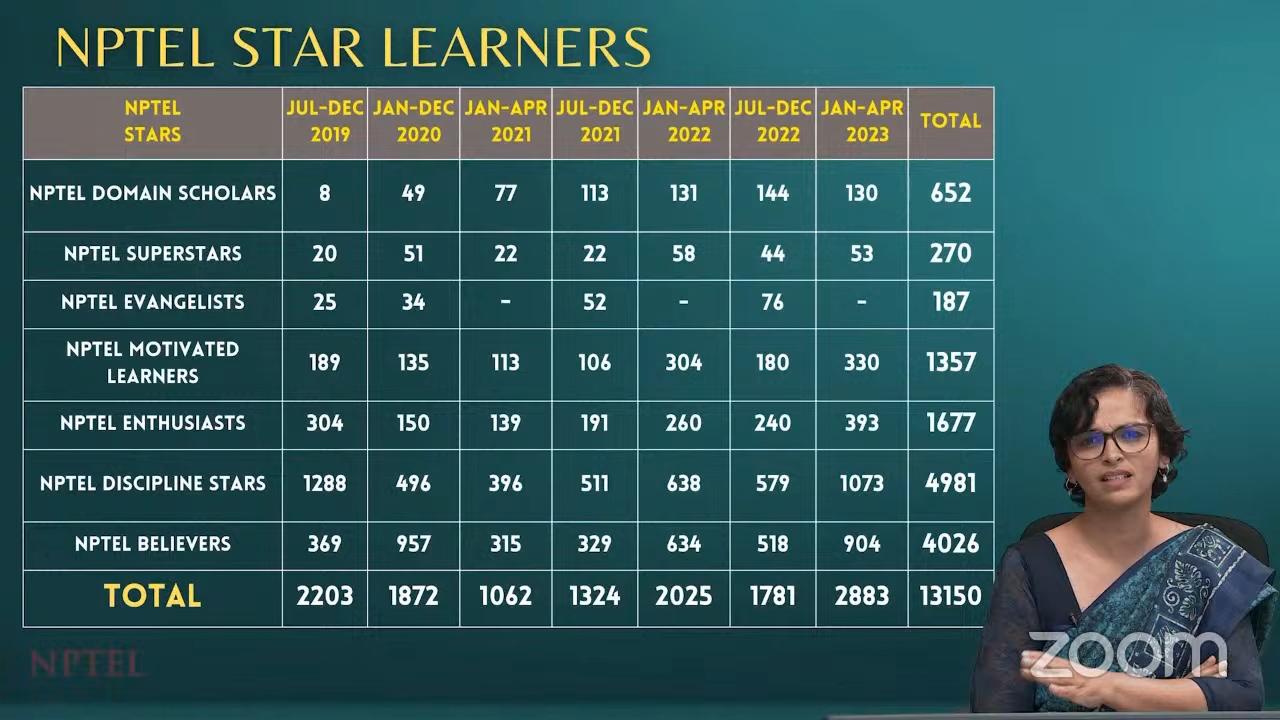 NPTEL STAR LEARNERS
NPTEL STARS JUL-DEC 2019 JAN-DEC 2020 JAN-APR 2021 JUL-DEC 2021 JAN-APR 2022 JUL-DEC 2022 JAN-APR 2023 TOTAL
NPTEL DOMAIN SCHOLARS 8 49 77 113 131 144 130 652
NPTEL SUPERSTARS 20 51 22 22 58 44 53 270
NPTEL EVANGELISTS 25 34 - 52 - 76 - 187
NPTEL MOTIVATED LEARNERS 189 135 113 106 304 180 330 1357
NPTEL ENTHUSIASTS 304 150 139 191 260 240 393 1677
NPTEL DISCIPLINE STARS 1288 496 396 511 638 579 1073 4981
NPTEL BELIEVERS 369 957 315 329 634 518 904 4026
TOTAL 2203 1872 1062 1324 2025 1781 2883 13150
NPTEL
zoom